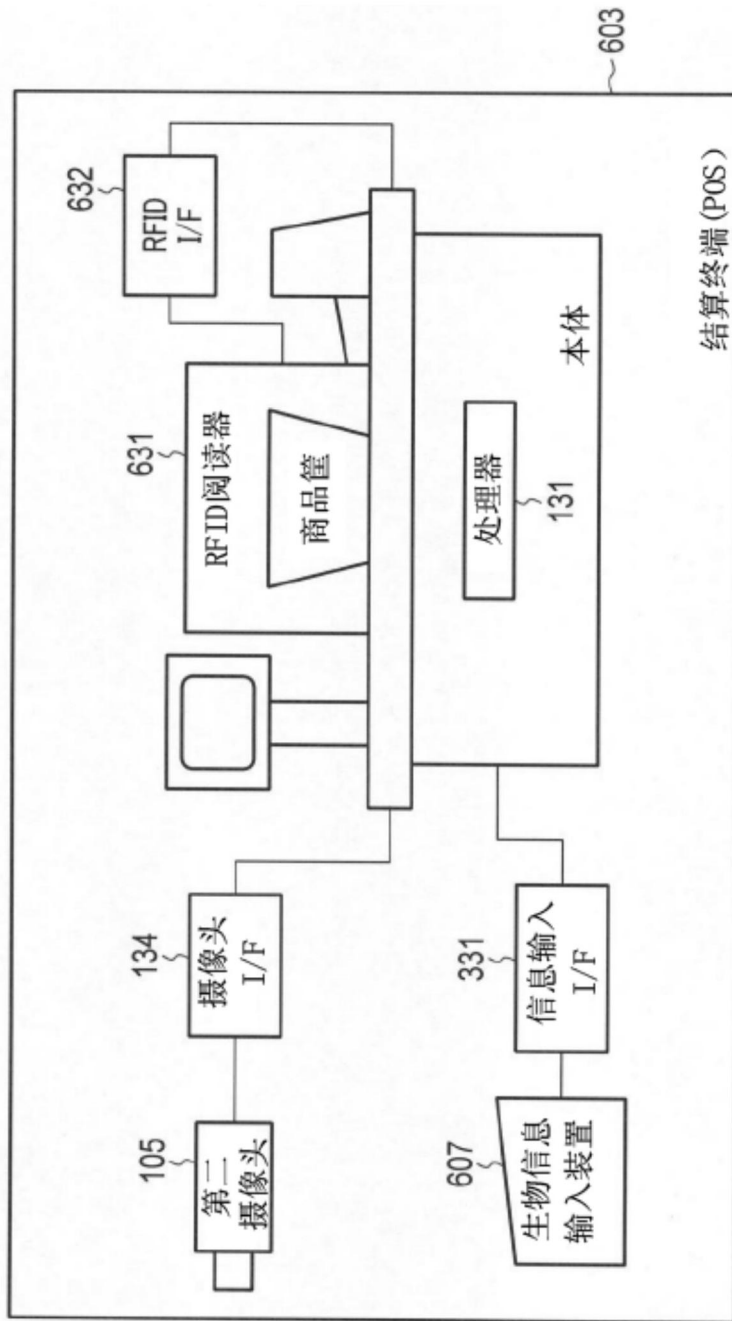 603
632
RFID
I/F
631
RFID阅读器
商品筐
本体
处理器
131
134
摄像头
I/F
105
第二
摄像头
331
信息输入
I/F
607
生物信息
输入装置
结算终端(POS)